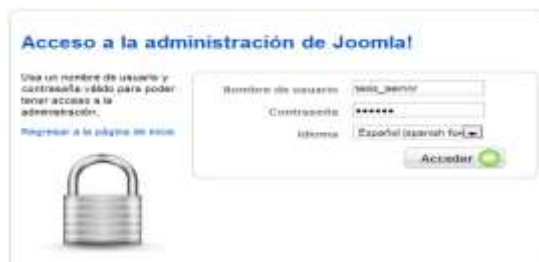 Acceso a la administración de Joomla!
Usa un nombre de usuario y
contraseña válido para poder
tener acceso a la
administración.
Regresar a la página de inicio
Nombre de usuario
Contraseña ••••••
Idioma Español (spanish
Acceder